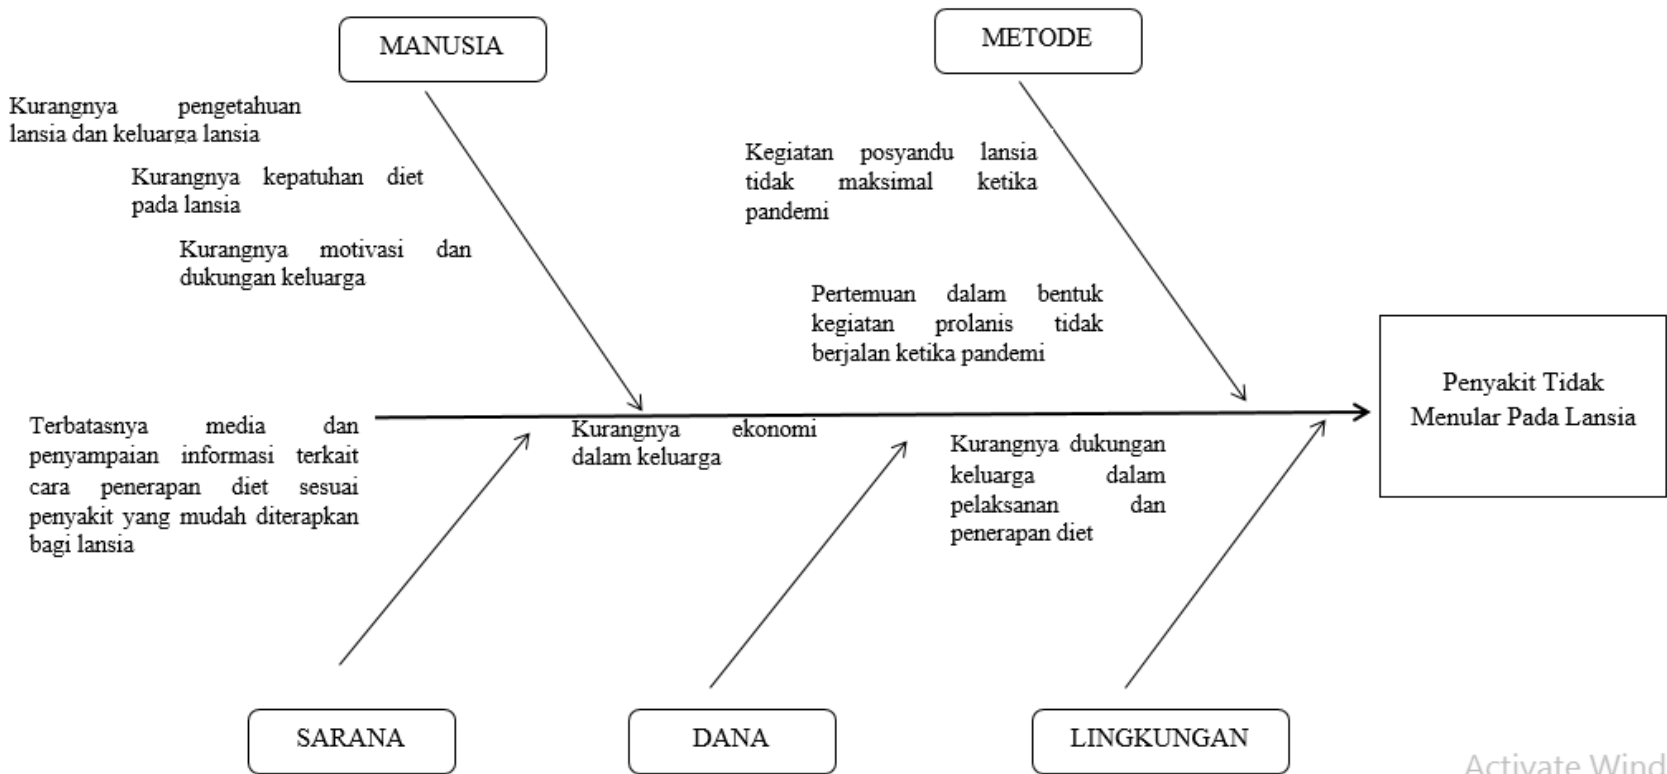 MANUSIA
METODE
Kurangnya pengetahuan
lansia dan keluarga lansia
Kurangnya kepatuhan diet
pada lansia
Kurangnya motivasi dan
dukungan keluarga
Kegiatan posyandu lansia
tidak maksimal ketika
pandemi
Pertemuan dalam bentuk
kegiatan prolanis tidak
berjalan ketika pandemi
Penyakit Tidak
Menular Pada Lansia
Terbatasnya media dan
penyampaian informasi terkait
cara penerapan diet sesuai
penyakit yang mudah diterapkan
bagi lansia
Kurangnya ekonomi
dalam keluarga
Kurangnya dukungan
keluarga dalam
pelaksanan dan
penerapan diet
SARANA
DANA
LINGKUNGAN
Activate Wind